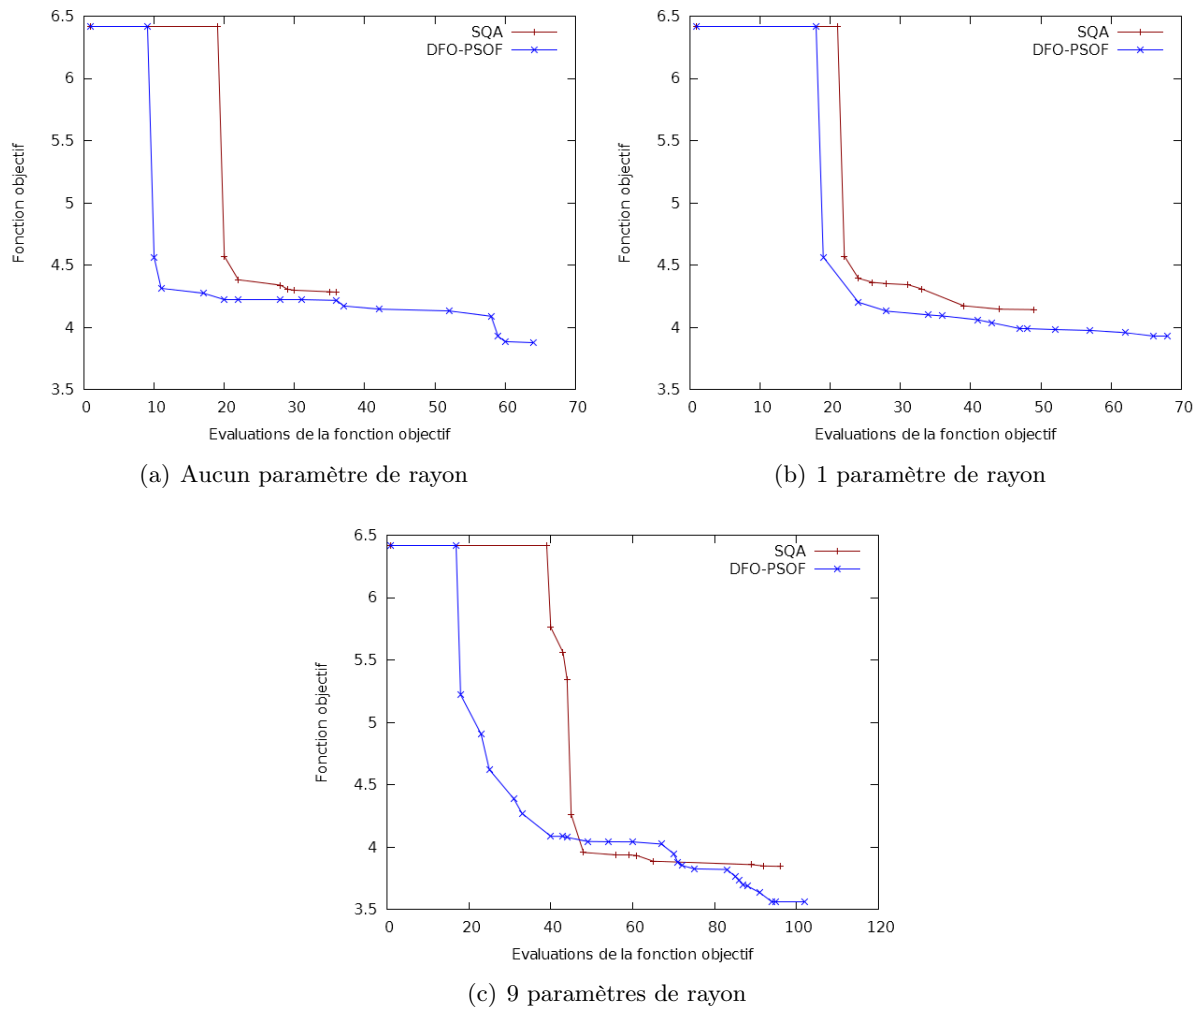 6.5
6
5.5
5
4.5
4
3.5
Fonction objectif
SQA
DFO-PSOF
0 10 20 30 40 50 60 70
Evaluations de la fonction objectif
(a) Aucun paramètre de rayon
6.5
6
5.5
5
4.5
4
3.5
Fonction objectif
SQA
DFO-PSOF
0 10 20 30 40 50 60 70
Evaluations de la fonction objectif
(b) 1 paramètre de rayon
6.5
6
5.5
5
4.5
4
3.5
Fonction objectif
SQA
DFO-PSOF
0 20 40 60 80 100 120
Evaluations de la fonction objectif
(c) 9 paramètres de rayon